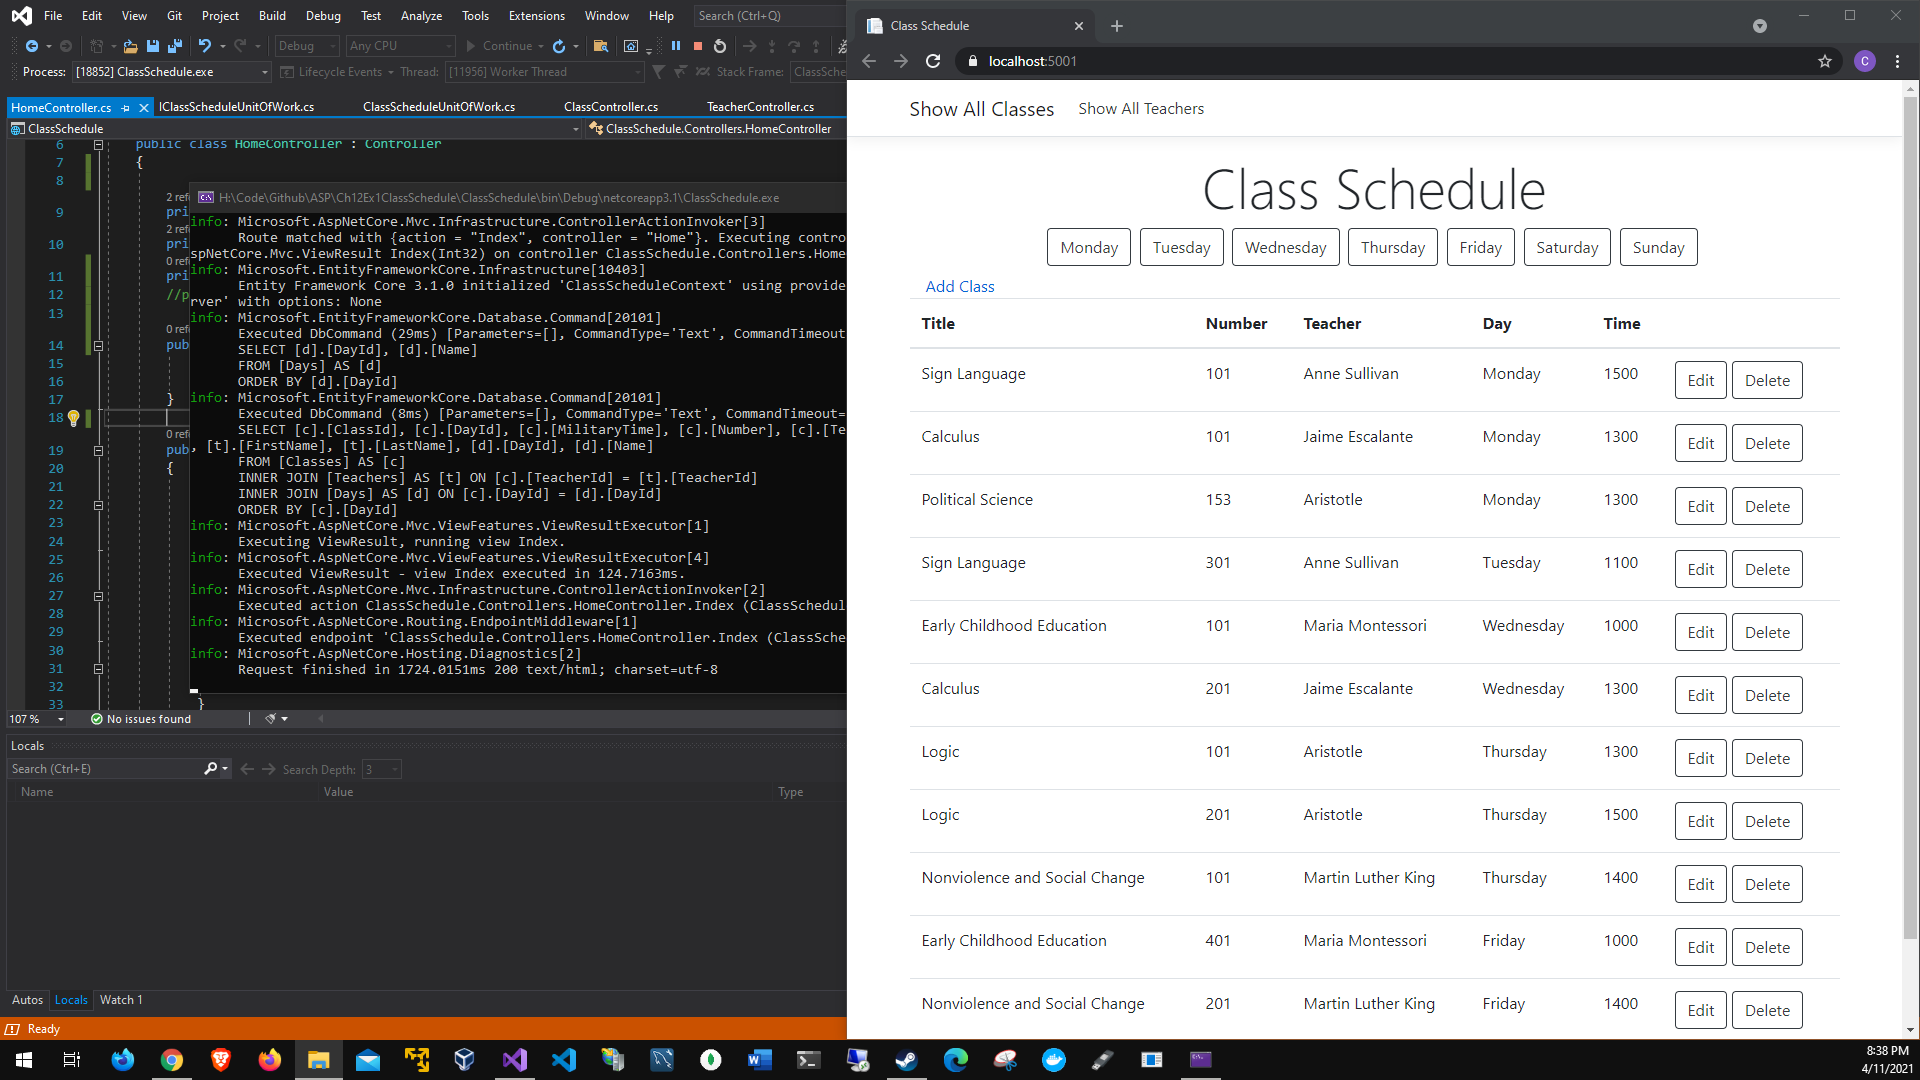 File Edit View Git Project Build Debug Test Analyze Tools Extensions Window Help Search (Ctrl+Q)
Debug Any CPU Continue
Process: [18852] ClassSchedule.exe Lifecycle Events Thread: [11956] Worker Thread Stack Frame: ClassSche
HomeController.cs IClassScheduleUnitOfWork.cs ClassScheduleUnitOfWork.cs ClassController.cs TeacherController.cs
ClassSchedule ClassSchedule.Controllers.HomeController
6 public class HomeController : Controller
7 {
8
2 ref
9 pri
2 ref
10 pri
0 ref
11 pri
12 //p
13
0 ref
14 pub
15
16
17 }
18
0 ref
19 pub
20 {
21
22
23
24
25
26
27
28
29
30
31
32
33 }
H:\Code\Github\ASP\Ch12Ex1ClassSchedule\ClassSchedule\bin\Debug\netcoreapp3.1\ClassSchedule.exe
info: Microsoft.AspNetCore.Mvc.Infrastructure.ControllerActionInvoker[3]
Route matched with {action = "Index", controller = "Home"}. Executing contro
spNetCore.Mvc.ViewResult Index(Int32) on controller ClassSchedule.Controllers.Home
info: Microsoft.EntityFrameworkCore.Infrastructure[10403]
Entity Framework Core 3.1.0 initialized 'ClassScheduleContext' using provide
rver' with options: None
info: Microsoft.EntityFrameworkCore.Database.Command[20101]
Executed DbCommand (29ms) [Parameters=[], CommandType='Text', CommandTimeout=
SELECT [d].[DayId], [d].[Name]
FROM [Days] AS [d]
ORDER BY [d].[DayId]
info: Microsoft.EntityFrameworkCore.Database.Command[20101]
Executed DbCommand (8ms) [Parameters=[], CommandType='Text', CommandTimeout=
SELECT [c].[ClassId], [c].[DayId], [c].[MilitaryTime], [c].[Number], [c].[Te
, [t].[FirstName], [t].[LastName], [d].[DayId], [d].[Name]
FROM [Classes] AS [c]
INNER JOIN [Teachers] AS [t] ON [c].[TeacherId] = [t].[TeacherId]
INNER JOIN [Days] AS [d] ON [c].[DayId] = [d].[DayId]
ORDER BY [c].[DayId]
info: Microsoft.AspNetCore.Mvc.ViewFeatures.ViewResultExecutor[1]
Executing ViewResult, running view Index.
info: Microsoft.AspNetCore.Mvc.ViewFeatures.ViewResultExecutor[4]
Executed ViewResult - view Index executed in 124.7163ms.
info: Microsoft.AspNetCore.Mvc.Infrastructure.ControllerActionInvoker[2]
Executed action ClassSchedule.Controllers.HomeController.Index (ClassSchedul
info: Microsoft.AspNetCore.Routing.EndpointMiddleware[1]
Executed endpoint 'ClassSchedule.Controllers.HomeController.Index (ClassSche
info: Microsoft.AspNetCore.Hosting.Diagnostics[2]
Request finished in 1724.0151ms 200 text/html; charset=utf-8
107 % No issues found
Locals
Search (Ctrl+E) Search Depth: 3
Name Value Type
Autos Locals Watch 1
Ready
Class Schedule
localhost:5001 C
Show All Classes Show All Teachers
Class Schedule
Monday Tuesday Wednesday Thursday Friday Saturday Sunday
Add Class
Title Number Teacher Day Time
Sign Language 101 Anne Sullivan Monday 1500 Edit Delete
Calculus 101 Jaime Escalante Monday 1300 Edit Delete
Political Science 153 Aristotle Monday 1300 Edit Delete
Sign Language 301 Anne Sullivan Tuesday 1100 Edit Delete
Early Childhood Education 101 Maria Montessori Wednesday 1000 Edit Delete
Calculus 201 Jaime Escalante Wednesday 1300 Edit Delete
Logic 101 Aristotle Thursday 1300 Edit Delete
Logic 201 Aristotle Thursday 1500 Edit Delete
Nonviolence and Social Change 101 Martin Luther King Thursday 1400 Edit Delete
Early Childhood Education 401 Maria Montessori Friday 1000 Edit Delete
Nonviolence and Social Change 201 Martin Luther King Friday 1400 Edit Delete
8:38 PM
4/11/2021